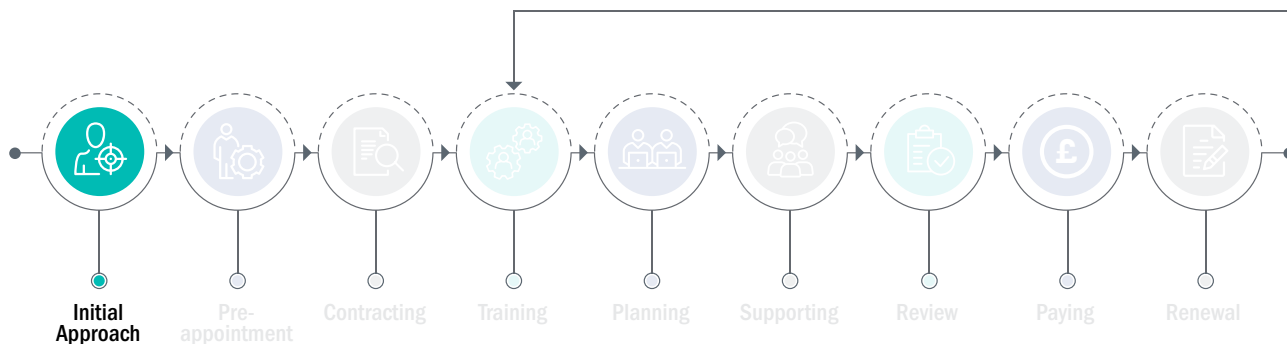 £
Initial
Approach
Pre-
appointment
Contracting
Training
Planning
Supporting
Review
Paying
Renewal